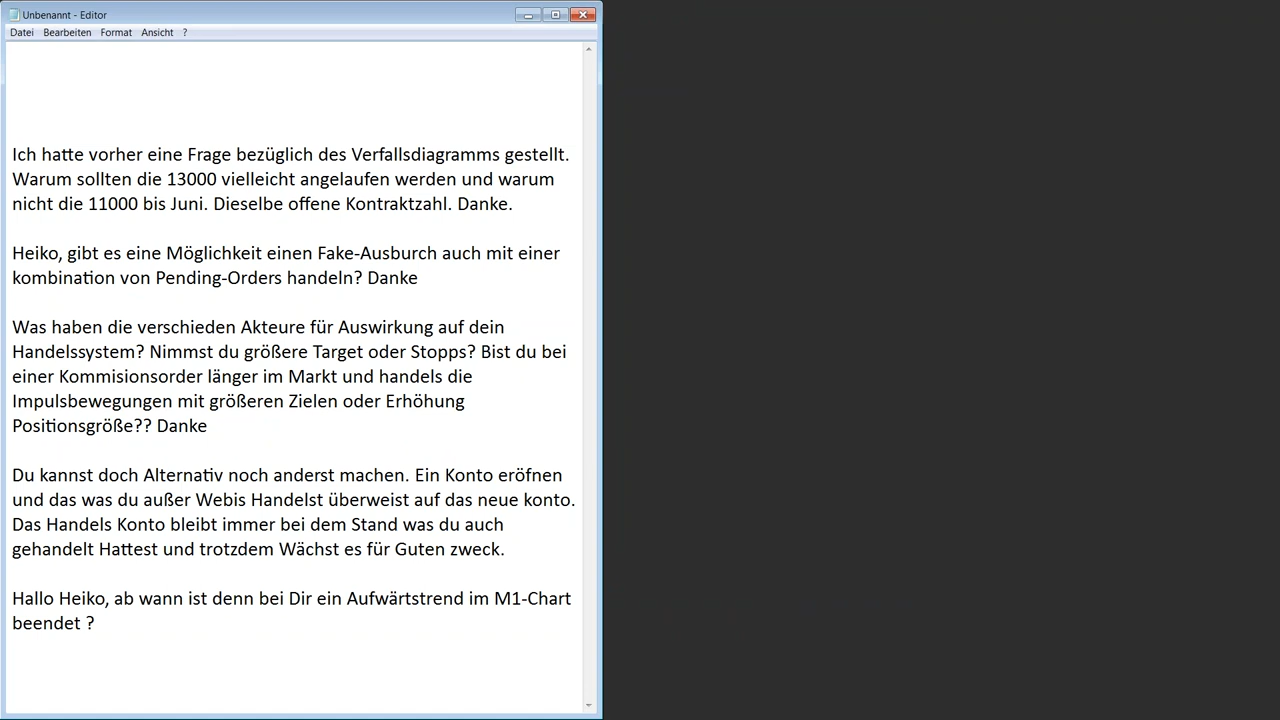 Unbenannt - Editor
Datei Bearbeiten Format Ansicht ?
Ich hatte vorher eine Frage bezüglich des Verfallsdiagramms gestellt.
Warum sollten die 13000 vielleicht angelaufen werden und warum
nicht die 11000 bis Juni. Dieselbe offene Kontraktzahl. Danke.
Heiko, gibt es eine Möglichkeit einen Fake-Ausburch auch mit einer
kombination von Pending-Orders handeln? Danke
Was haben die verschieden Akteure für Auswirkung auf dein
Handelssystem? Nimmst du größere Target oder Stopps? Bist du bei
einer Kommisionsorder länger im Markt und handels die
Impulsbewegungen mit größeren Zielen oder Erhöhung
Positionsgröße?? Danke
Du kannst doch Alternativ noch anderst machen. Ein Konto eröfnen
und das was du außer Webis Handelst überweist auf das neue konto.
Das Handels Konto bleibt immer bei dem Stand was du auch
gehandelt Hattest und trotzdem Wächst es für Guten zweck.
Hallo Heiko, ab wann ist denn bei Dir ein Aufwärtstrend im M1-Chart
beendet ?